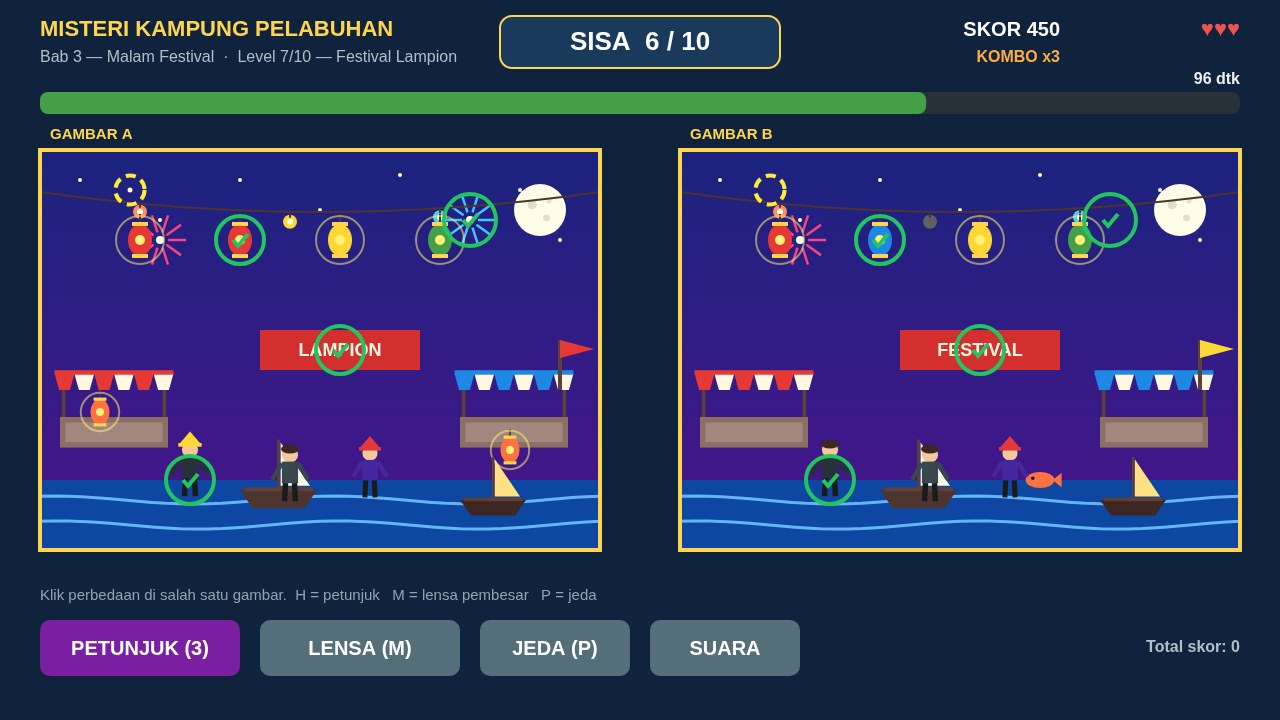 MISTERI KAMPUNG PELABUHAN
Bab 3 — Malam Festival · Level 7/10 — Festival Lampion
SISA 6 / 10
SKOR 450
KOMBO x3
♥♥♥
96 dtk
GAMBAR A
GAMBAR B
LAMPION
FESTIVAL
Klik perbedaan di salah satu gambar. H = petunjuk M = lensa pembesar P = jeda
PETUNJUK (3)
LENSA (M)
JEDA (P)
SUARA
Total skor: 0